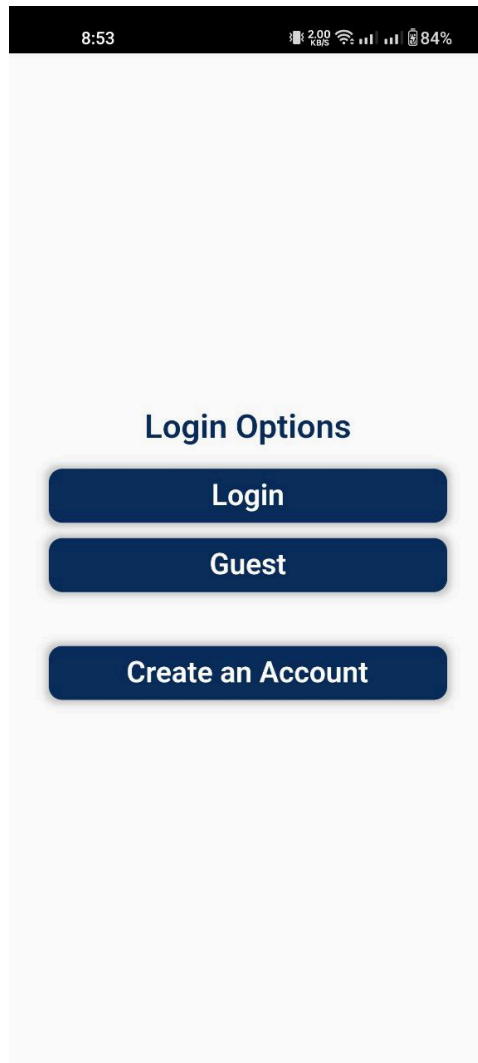 8:53 2.00 KB/S 84%
Login Options
Login
Guest
Create an Account